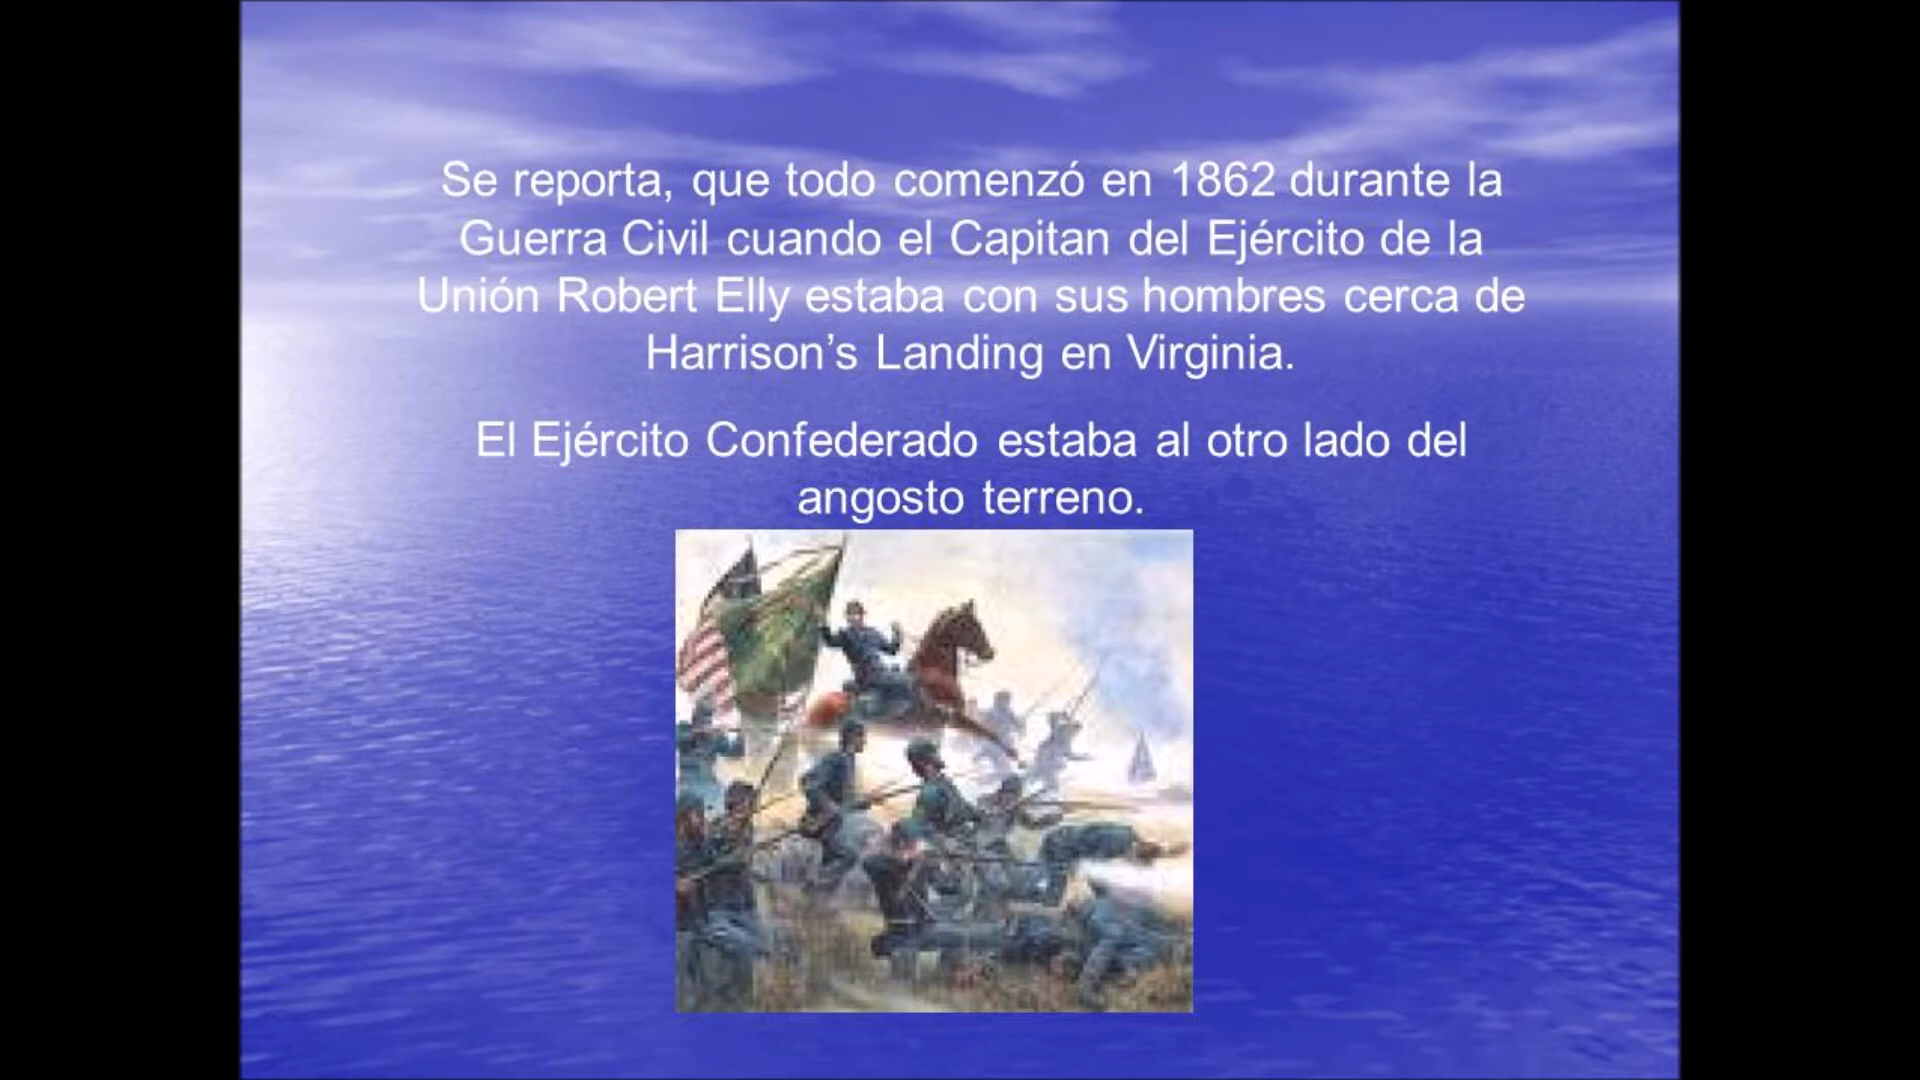 Se reporta, que todo comenzó en 1862 durante la
Guerra Civil cuando el Capitan del Ejército de la
Unión Robert Elly estaba con sus hombres cerca de
Harrison’s Landing en Virginia.
El Ejército Confederado estaba al otro lado del
angosto terreno.